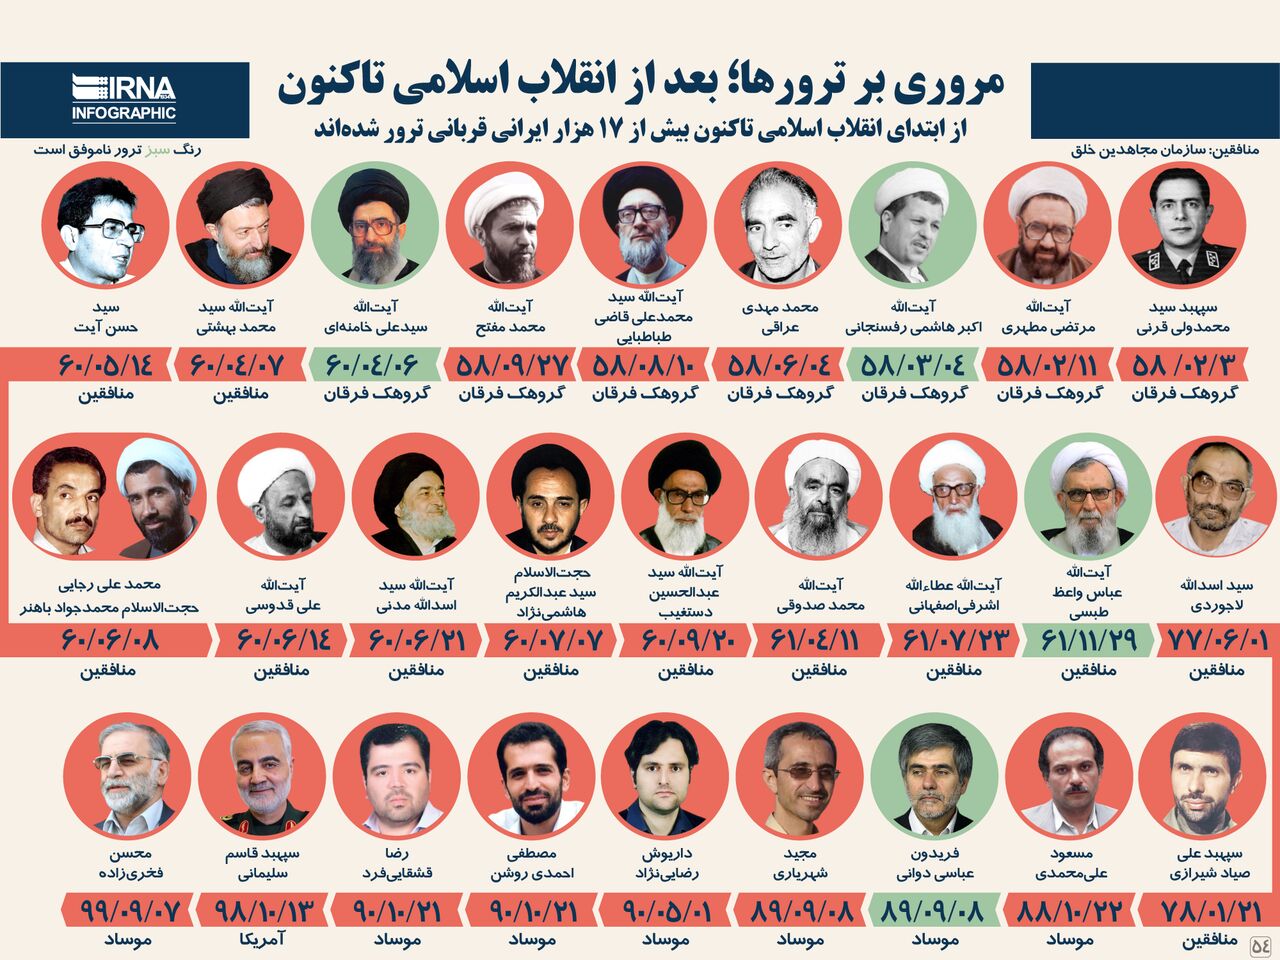 مروری بر ترورها؛ بعد از انقلاب اسلامی تاکنون
از ابتدای انقلاب اسلامی تاکنون بیش از ۱۷ هزار ایرانی قربانی ترور شده‌اند
IRNA
INFOGRAPHIC
منافقین: سازمان مجاهدین خلق
رنگ سبز ترور ناموفق است
سپهبد سید
محمدولی قرنی
۵۸/۰۲/۳
گروهک فرقان
آیت‌الله
مرتضی مطهری
۵۸/۰۲/۱۱
گروهک فرقان
آیت‌الله
اکبر هاشمی رفسنجانی
۵۸/۰۳/۰۴
گروهک فرقان
محمد مهدی
عراقی
۵۸/۰۶/۰۴
گروهک فرقان
آیت‌الله سید
محمدعلی قاضی
طباطبایی
۵۸/۰۸/۱۰
گروهک فرقان
آیت‌الله
محمد مفتح
۵۸/۰۹/۲۷
گروهک فرقان
آیت‌الله
سیدعلی خامنه‌ای
۶۰/۰۴/۰۶
گروهک فرقان
آیت‌الله سید
محمد بهشتی
۶۰/۰۴/۰۷
منافقین
سید
حسن آیت
۶۰/۰۵/۱۴
منافقین
محمد علی رجایی
حجت‌الاسلام محمدجواد باهنر
۶۰/۰۶/۰۸
منافقین
آیت‌الله
علی قدوسی
۶۰/۰۶/۱۴
منافقین
آیت‌الله سید
اسدالله مدنی
۶۰/۰۶/۲۱
منافقین
حجت‌الاسلام
سید عبدالکریم
هاشمی‌نژاد
۶۰/۰۷/۰۷
منافقین
آیت‌الله سید
عبدالحسین
دستغیب
۶۰/۰۹/۲۰
منافقین
آیت‌الله
محمد صدوقی
۶۱/۰۴/۱۱
منافقین
آیت‌الله عطاءالله
اشرفی‌اصفهانی
۶۱/۰۷/۲۳
منافقین
آیت‌الله
عباس واعظ
طبسی
۶۱/۱۱/۲۹
منافقین
سید اسدالله
لاجوردی
۷۷/۰۶/۰۱
منافقین
سپهبد علی
صیاد شیرازی
۷۸/۰۱/۲۱
منافقین
مسعود
علی‌محمدی
۸۸/۱۰/۲۲
موساد
فریدون
عباسی دوانی
۸۹/۰۹/۰۸
موساد
مجید
شهریاری
۸۹/۰۹/۰۸
موساد
داریوش
رضایی‌نژاد
۹۰/۰۵/۰۱
موساد
مصطفی
احمدی روشن
۹۰/۱۰/۲۱
موساد
رضا
قشقایی‌فرد
۹۰/۱۰/۲۱
موساد
سپهبد قاسم
سلیمانی
۹۸/۱۰/۱۳
آمریکا
محسن
فخری‌زاده
۹۹/۰۹/۰۷
موساد
۵۴